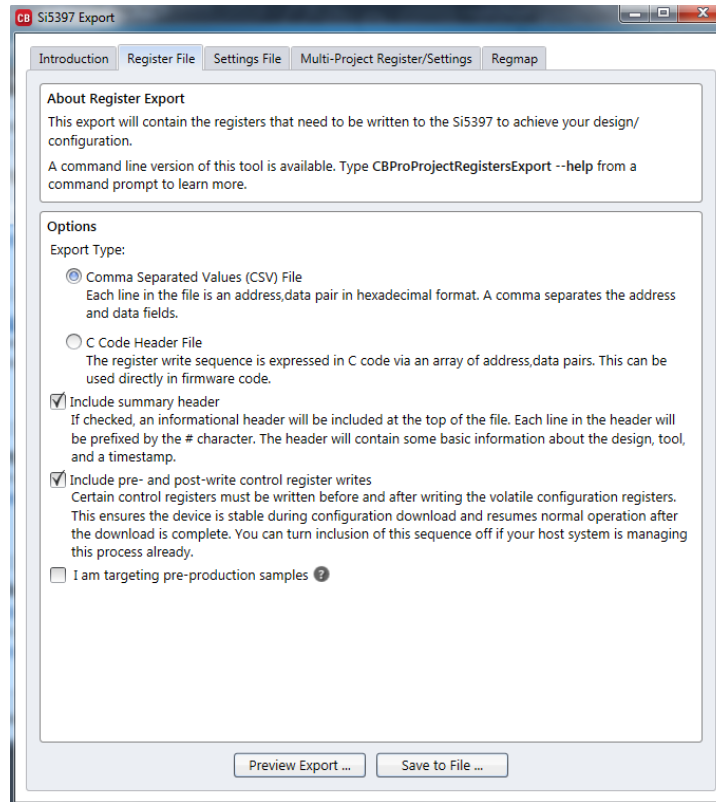 CB Si5397 Export
Introduction Register File Settings File Multi-Project Register/Settings Regmap
About Register Export
This export will contain the registers that need to be written to the Si5397 to achieve your design/
configuration.
A command line version of this tool is available. Type CBProProjectRegistersExport --help from a
command prompt to learn more.
Options
Export Type:
Comma Separated Values (CSV) File
Each line in the file is an address,data pair in hexadecimal format. A comma separates the address
and data fields.
C Code Header File
The register write sequence is expressed in C code via an array of address,data pairs. This can be
used directly in firmware code.
Include summary header
If checked, an informational header will be included at the top of the file. Each line in the header will
be prefixed by the # character. The header will contain some basic information about the design, tool,
and a timestamp.
Include pre- and post-write control register writes
Certain control registers must be written before and after writing the volatile configuration registers.
This ensures the device is stable during configuration download and resumes normal operation after
the download is complete. You can turn inclusion of this sequence off if your host system is managing
this process already.
I am targeting pre-production samples ?
Preview Export ... Save to File ...